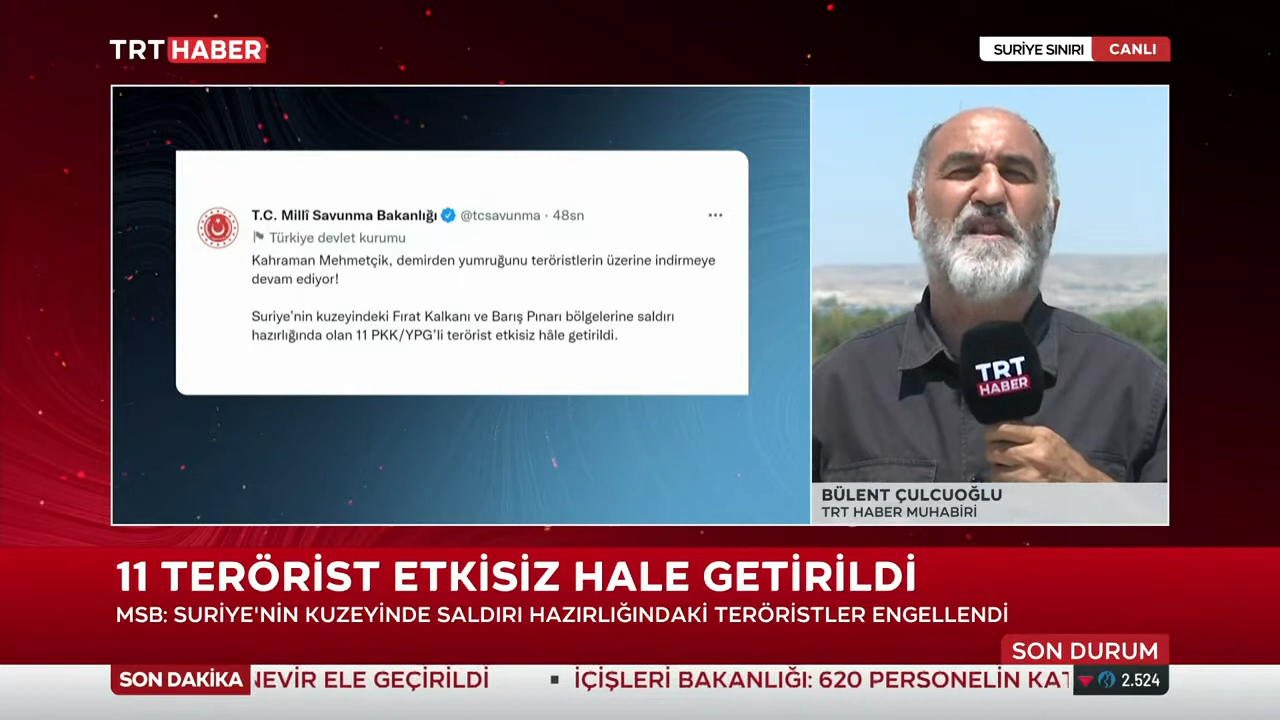 TRT HABER
SURİYE SINIRI CANLI
T.C. Millî Savunma Bakanlığı @tcsavunma · 48sn
Türkiye devlet kurumu
Kahraman Mehmetçik, demirden yumruğunu teröristlerin üzerine indirmeye
devam ediyor!
Suriye'nin kuzeyindeki Fırat Kalkanı ve Barış Pınarı bölgelerine saldırı
hazırlığında olan 11 PKK/YPG'li terörist etkisiz hâle getirildi.
TRT
HABER
BÜLENT ÇULCUOĞLU
TRT HABER MUHABİRİ
11 TERÖRİST ETKİSİZ HALE GETİRİLDİ
MSB: SURİYE'NİN KUZEYİNDE SALDIRI HAZIRLIĞINDAKİ TERÖRİSTLER ENGELLENDİ
SON DURUM
SON DAKİKA NEVİR ELE GEÇİRİLDİ ▪ İÇİŞLERİ BAKANLIĞI: 620 PERSONELİN KAT 2.524